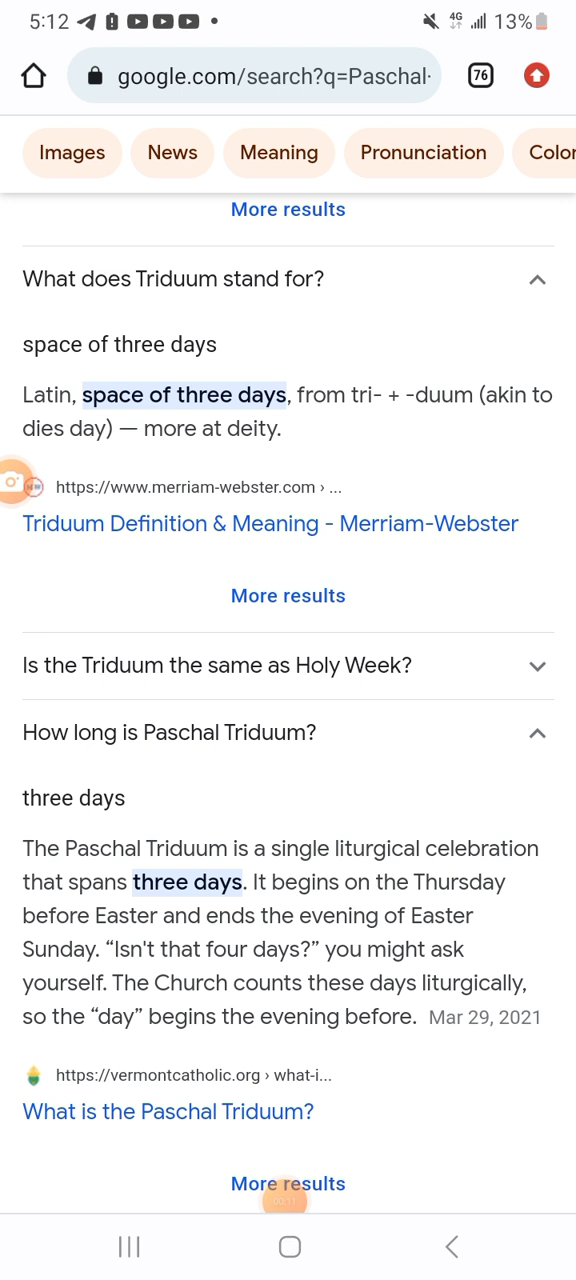 5:12
4G
13%
google.com/search?q=Paschal
76
Images
News
Meaning
Pronunciation
Color
More results
What does Triduum stand for?
space of three days
Latin, space of three days, from tri- + -duum (akin to
dies day) — more at deity.
https://www.merriam-webster.com › ...
Triduum Definition & Meaning - Merriam-Webster
More results
Is the Triduum the same as Holy Week?
How long is Paschal Triduum?
three days
The Paschal Triduum is a single liturgical celebration
that spans three days. It begins on the Thursday
before Easter and ends the evening of Easter
Sunday. “Isn't that four days?” you might ask
yourself. The Church counts these days liturgically,
so the “day” begins the evening before. Mar 29, 2021
https://vermontcatholic.org › what-i...
What is the Paschal Triduum?
More results